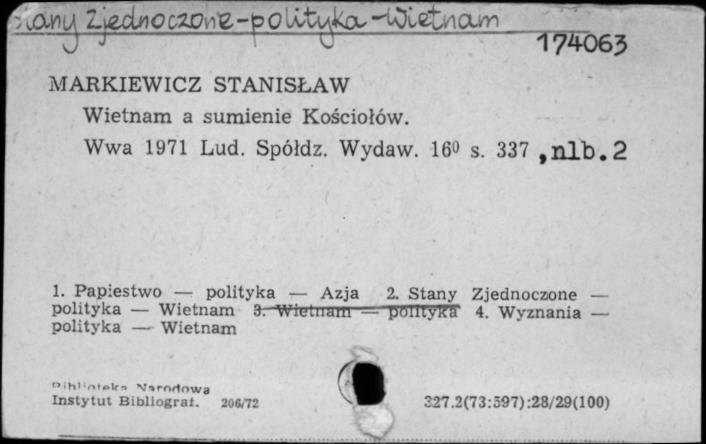 Stany Zjednoczone-polityka-Wietnam
174063
MARKIEWICZ STANISŁAW
Wietnam a sumienie Kościołów.
Wwa 1971 Lud. Spółdz. Wydaw. 16⁰ s. 337 ,nlb.2
1. Papiestwo — polityka — Azja 2. Stany Zjednoczone —
polityka — Wietnam 3. Wietnam — polityka 4. Wyznania —
polityka — Wietnam
Biblioteka Narodowa
Instytut Bibliograf. 206/72
327.2(73:597):28/29(100)